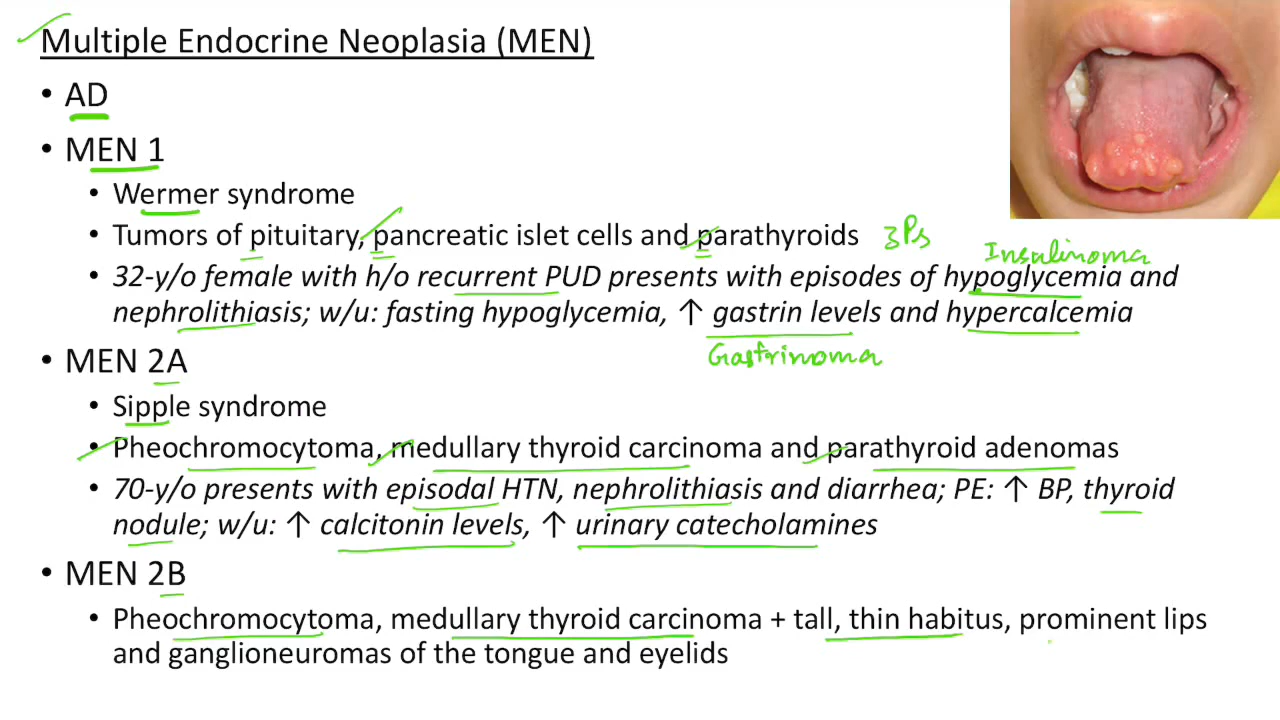 Multiple Endocrine Neoplasia (MEN)
• AD
• MEN 1
• Wermer syndrome
• Tumors of pituitary, pancreatic islet cells and parathyroids 3Ps
Insulinoma
• 32-y/o female with h/o recurrent PUD presents with episodes of hypoglycemia and
nephrolithiasis; w/u: fasting hypoglycemia, ↑ gastrin levels and hypercalcemia
Gastrinoma
• MEN 2A
• Sipple syndrome
• Pheochromocytoma, medullary thyroid carcinoma and parathyroid adenomas
• 70-y/o presents with episodal HTN, nephrolithiasis and diarrhea; PE: ↑ BP, thyroid
nodule; w/u: ↑ calcitonin levels, ↑ urinary catecholamines
• MEN 2B
• Pheochromocytoma, medullary thyroid carcinoma + tall, thin habitus, prominent lips
and ganglioneuromas of the tongue and eyelids